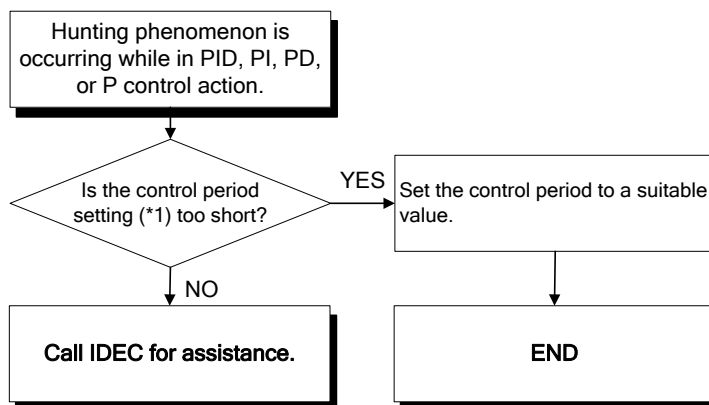 Hunting phenomenon is
occurring while in PID, PI, PD,
or P control action.
Is the control period
setting (*1) too short?
YES
Set the control period to a suitable
value.
NO
Call IDEC for assistance.
END